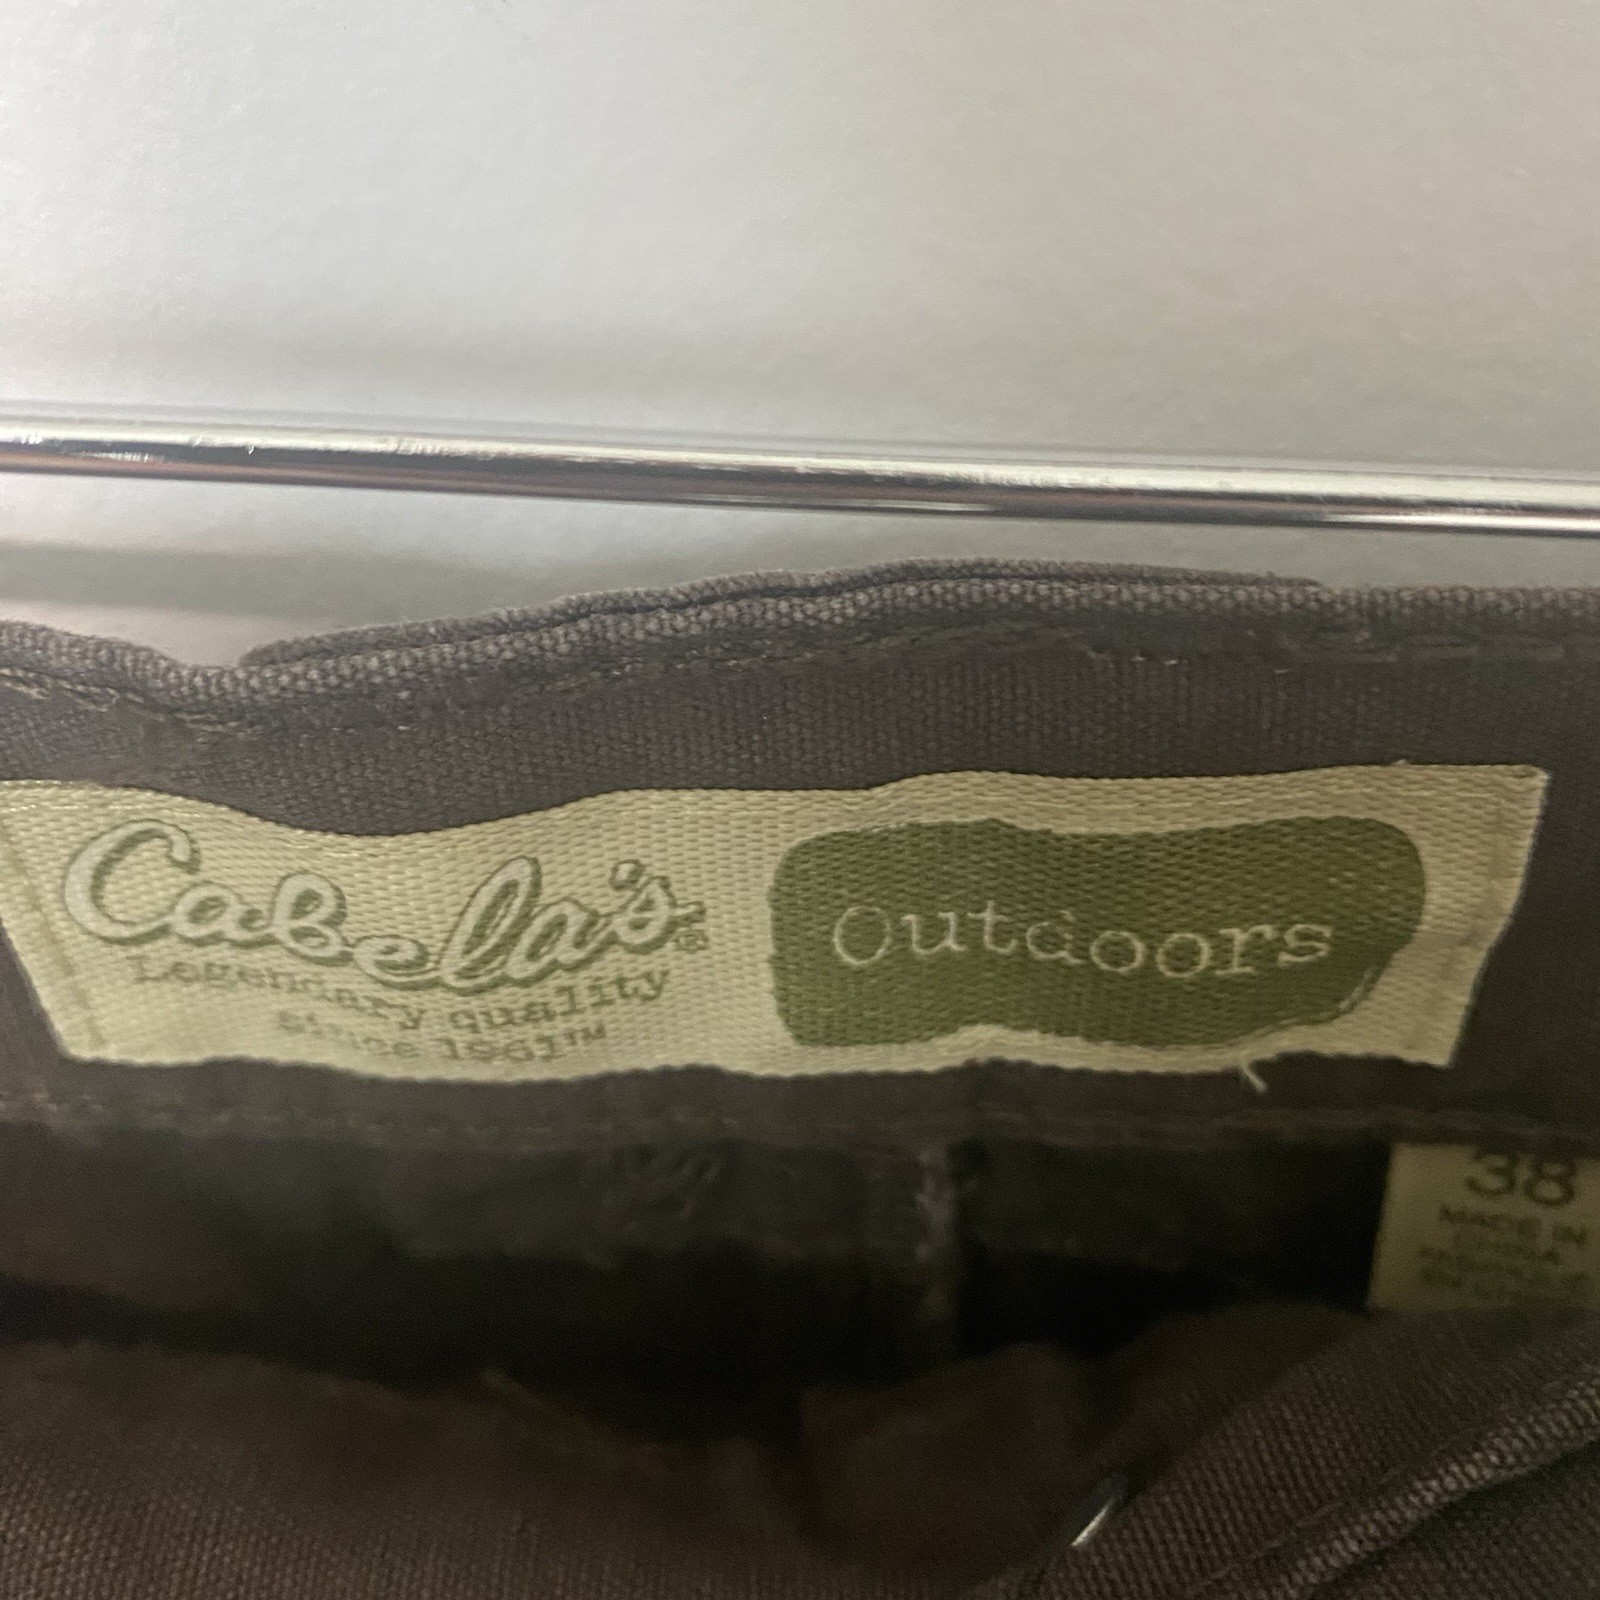 Cabela's®
Legendary quality
Since 1961™
Outdoors
38
MADE IN
CHINA